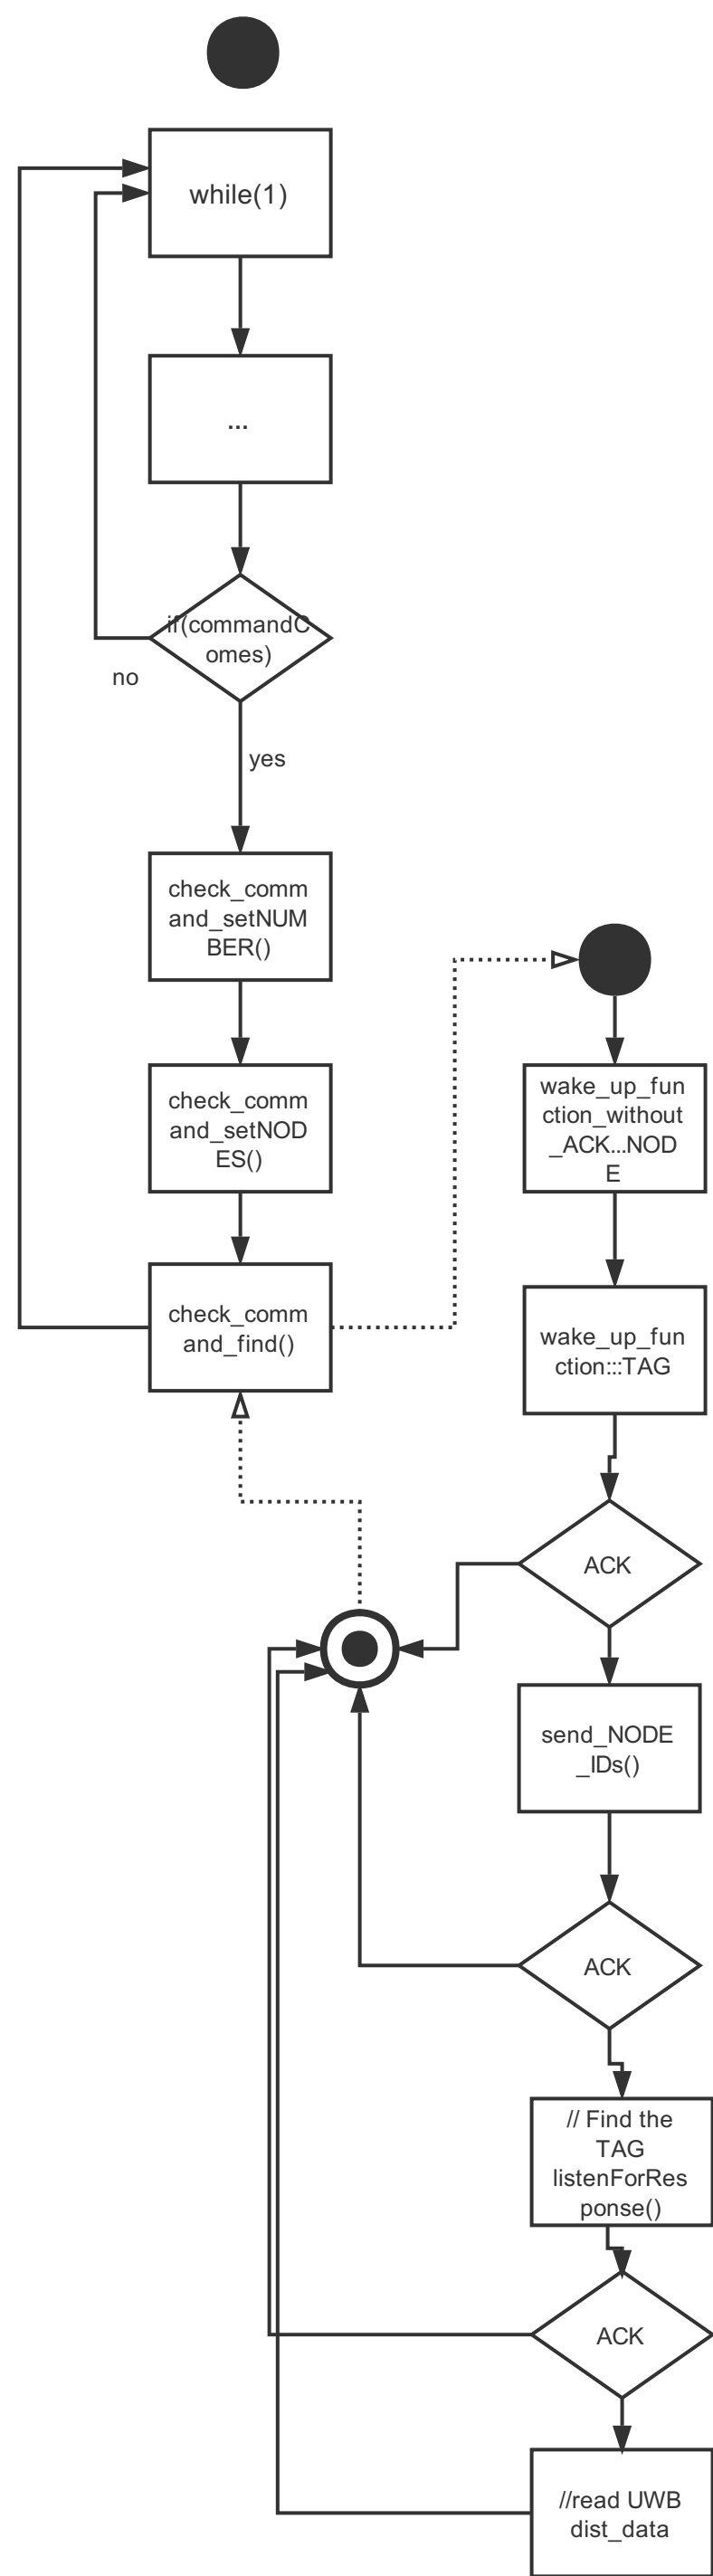 while(1)
...
if(commandC
omes)
no
yes
check_comm
and_setNUM
BER()
check_comm
and_setNOD
ES()
check_comm
and_find()
wake_up_fun
ction_without
_ACK...NOD
E
wake_up_fun
ction:::TAG
ACK
send_NODE
_IDs()
ACK
// Find the
TAG
listenForRes
ponse()
ACK
//read UWB
dist_data